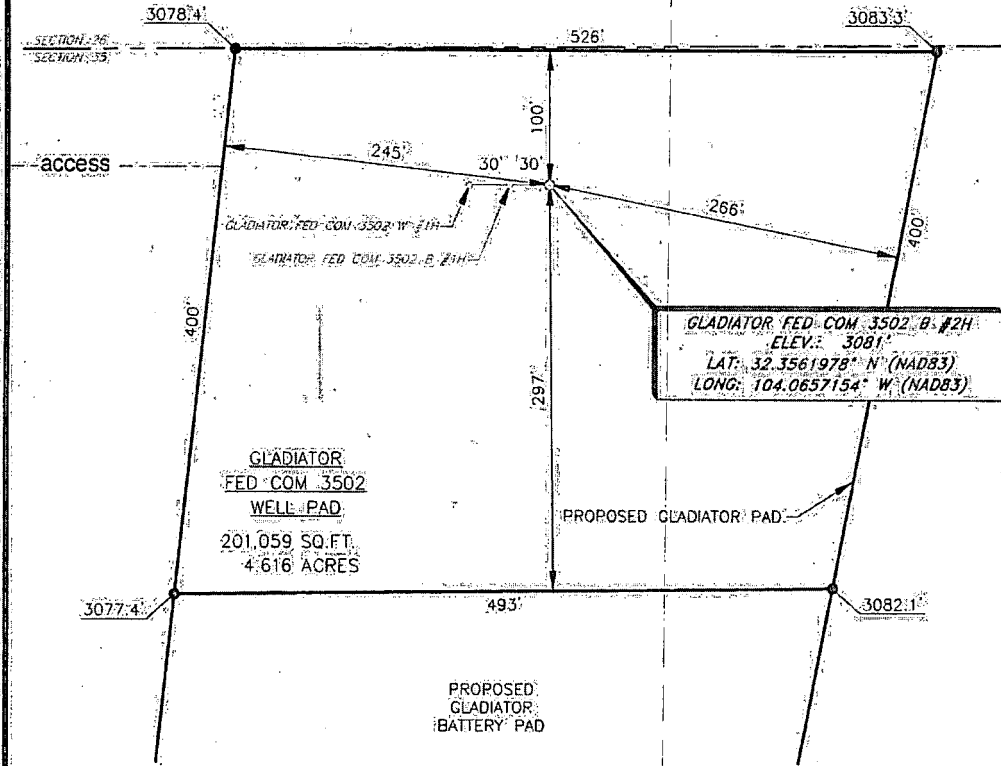 3078.4'
3083.3'
SECTION 26
SECTION 35
526'
100'
access
245'
30' 30'
266'
400'
GLADIATOR FED COM 3502 W #1H
GLADIATOR FED COM 3502 B #1H
400'
GLADIATOR FED COM 3502 B #2H
ELEV.: 3081'
LAT: 32.3561978° N (NAD83)
LONG: 104.0657154° W (NAD83)
297'
GLADIATOR
FED COM 3502
WELL PAD
201,059 SQ.FT.
4.616 ACRES
PROPOSED GLADIATOR PAD
3077.4'
493'
3082.1'
PROPOSED
GLADIATOR
BATTERY PAD